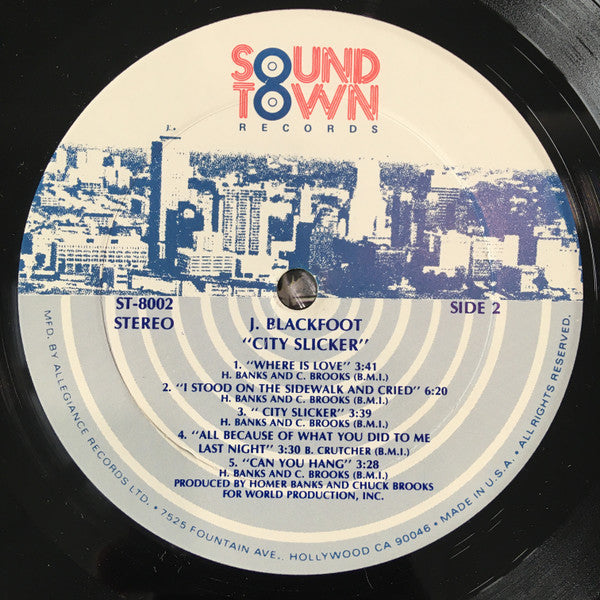 SOUND
TOWN
RECORDS
ST-8002
STEREO
SIDE 2
J. BLACKFOOT
"CITY SLICKER"
1. "WHERE IS LOVE" 3:41
H. BANKS AND C. BROOKS (B.M.I.)
2. "I STOOD ON THE SIDEWALK AND CRIED" 6:20
H. BANKS AND C. BROOKS (B.M.I.)
3. " CITY SLICKER" 3:39
H. BANKS AND C. BROOKS (B.M.I.)
4. "ALL BECAUSE OF WHAT YOU DID TO ME
LAST NIGHT" 3:30 B. CRUTCHER (B.M.I.)
5. "CAN YOU HANG" 3:28
H. BANKS AND C. BROOKS (B.M.I.)
PRODUCED BY HOMER BANKS AND CHUCK BROOKS
FOR WORLD PRODUCTION, INC.
MFD. BY ALLEGIANCE RECORDS LTD. • 7525 FOUNTAIN AVE., HOLLYWOOD CA 90046 • MADE IN U.S.A. • ALL RIGHTS RESERVED.